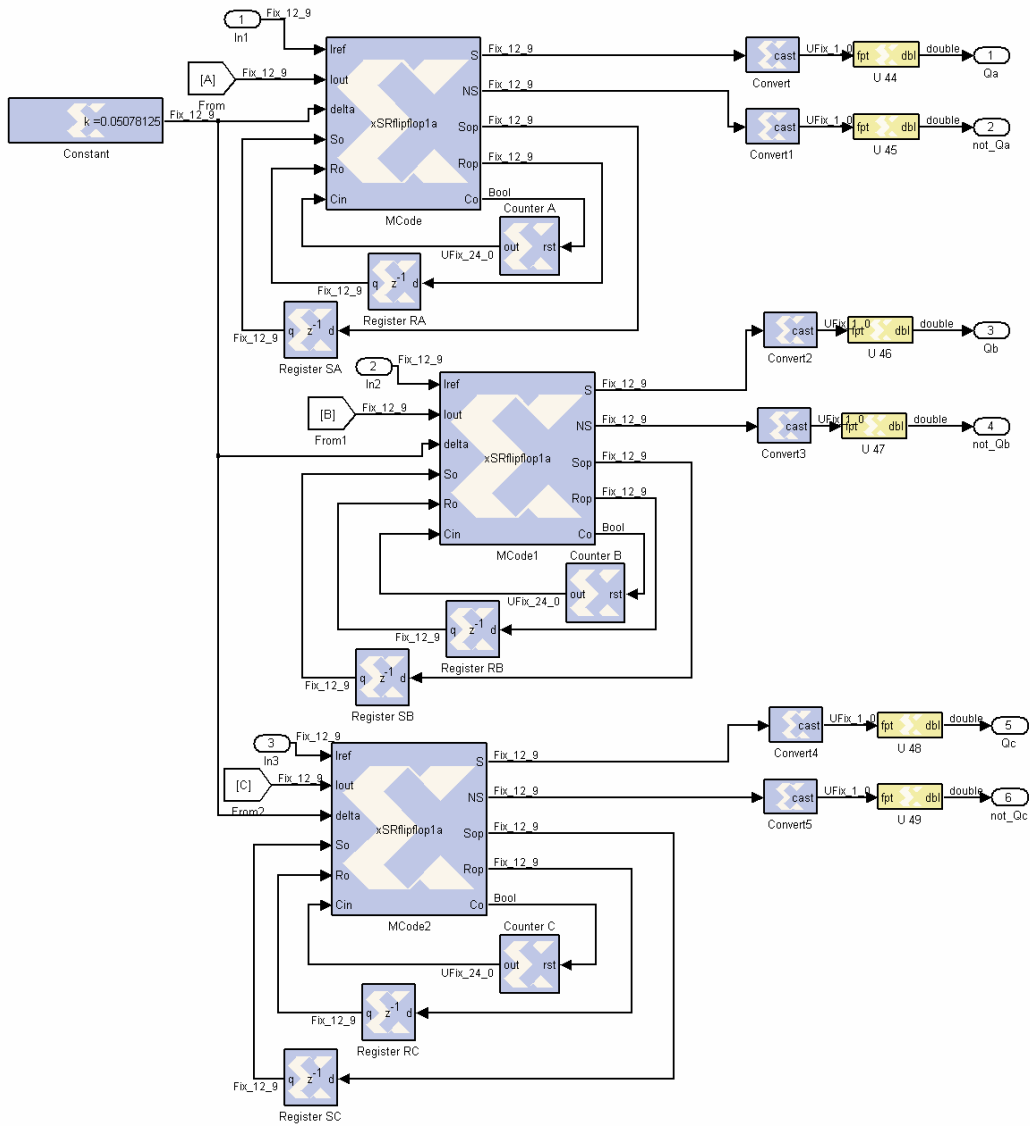 1
Fix_12_9
In1
Iref
S
Fix_12_9
cast
UFix_1_0
fpt
dbl
double
1
[A]
Fix_12_9
Iout
Convert
U 44
Qa
From
NS
Fix_12_9
k =0.05078125
Fix_12_9
delta
xSRflipflop1a
Sop
Fix_12_9
cast
UFix_1_0
fpt
dbl
double
2
Constant
So
Convert1
U 45
not_Qa
Ro
Rop
Fix_12_9
Cin
Co
Bool
MCode
Counter A
out
rst
UFix_24_0
q
z-1
d
Fix_12_9
Register RA
q
z-1
d
Fix_12_9
Register SA
cast
UFix_1_0
fpt
dbl
double
3
Convert2
U 46
Qb
2
Fix_12_9
In2
Iref
S
Fix_12_9
[B]
Fix_12_9
Iout
From1
NS
Fix_12_9
cast
UFix_1_0
fpt
dbl
double
4
Convert3
U 47
not_Qb
delta
xSRflipflop1a
Sop
Fix_12_9
So
Ro
Rop
Fix_12_9
Cin
Co
Bool
MCode1
Counter B
out
rst
UFix_24_0
q
z-1
d
Fix_12_9
Register RB
q
z-1
d
Fix_12_9
Register SB
cast
UFix_1_0
fpt
dbl
double
5
Convert4
U 48
Qc
3
Fix_12_9
In3
Iref
S
Fix_12_9
[C]
Fix_12_9
Iout
From2
NS
Fix_12_9
cast
UFix_1_0
fpt
dbl
double
6
Convert5
U 49
not_Qc
delta
xSRflipflop1a
Sop
Fix_12_9
So
Ro
Rop
Fix_12_9
Cin
Co
Bool
MCode2
Counter C
out
rst
UFix_24_0
q
z-1
d
Fix_12_9
Register RC
q
z-1
d
Fix_12_9
Register SC